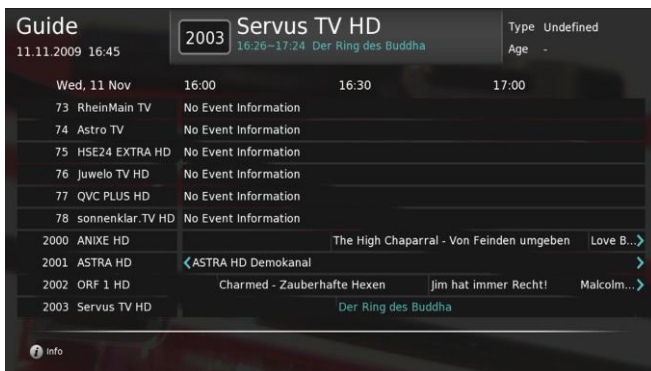 Guide
11.11.2009 16:45
2003 Servus TV HD
16:26~17:24 Der Ring des Buddha
Type Undefined
Age -
Wed, 11 Nov 16:00 16:30 17:00
73 RheinMain TV No Event Information
74 Astro TV No Event Information
75 HSE24 EXTRA HD No Event Information
76 Juwelo TV HD No Event Information
77 QVC PLUS HD No Event Information
78 sonnenklar.TV HD No Event Information
2000 ANIXE HD The High Chaparral - Von Feinden umgeben Love B...
2001 ASTRA HD ASTRA HD Demokanal
2002 ORF 1 HD Charmed - Zauberhafte Hexen Jim hat immer Recht! Malcolm...
2003 Servus TV HD Der Ring des Buddha
i Info